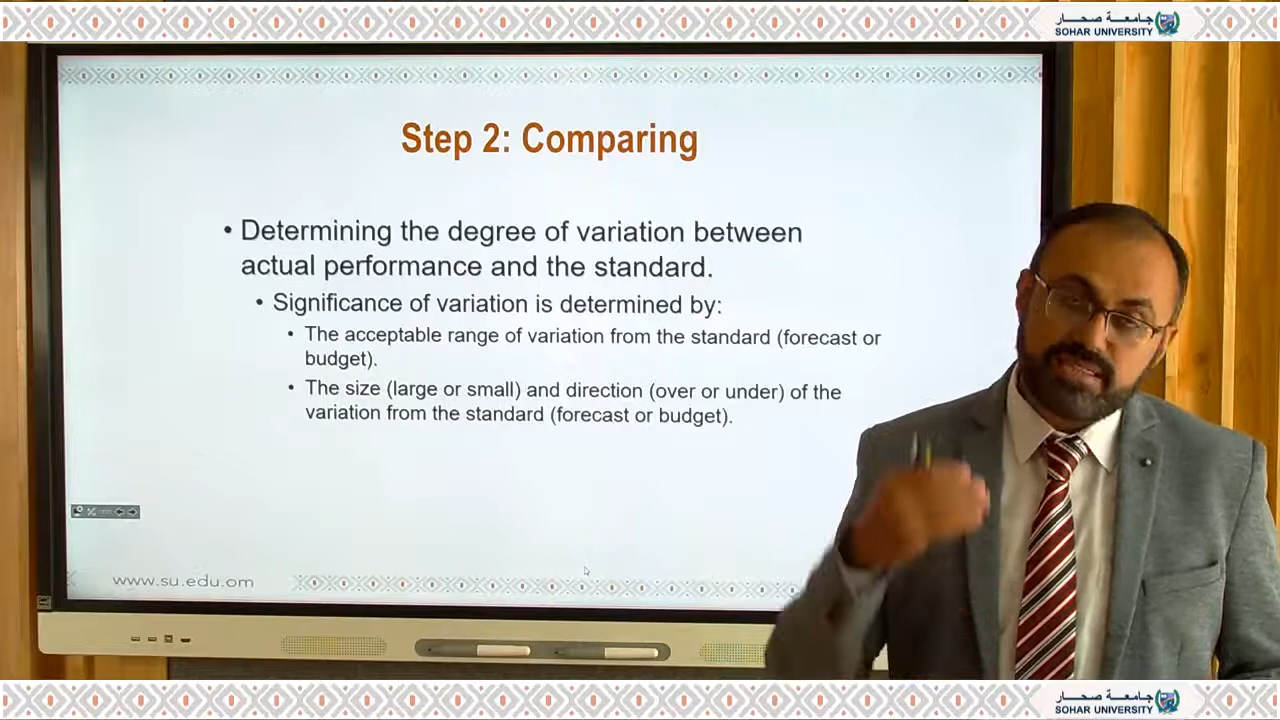 جامعة صحار
SOHAR UNIVERSITY
Step 2: Comparing
• Determining the degree of variation between
actual performance and the standard.
• Significance of variation is determined by:
• The acceptable range of variation from the standard (forecast or
budget).
• The size (large or small) and direction (over or under) of the
variation from the standard (forecast or budget).
www.su.edu.om
جامعة صحار
SOHAR UNIVERSITY